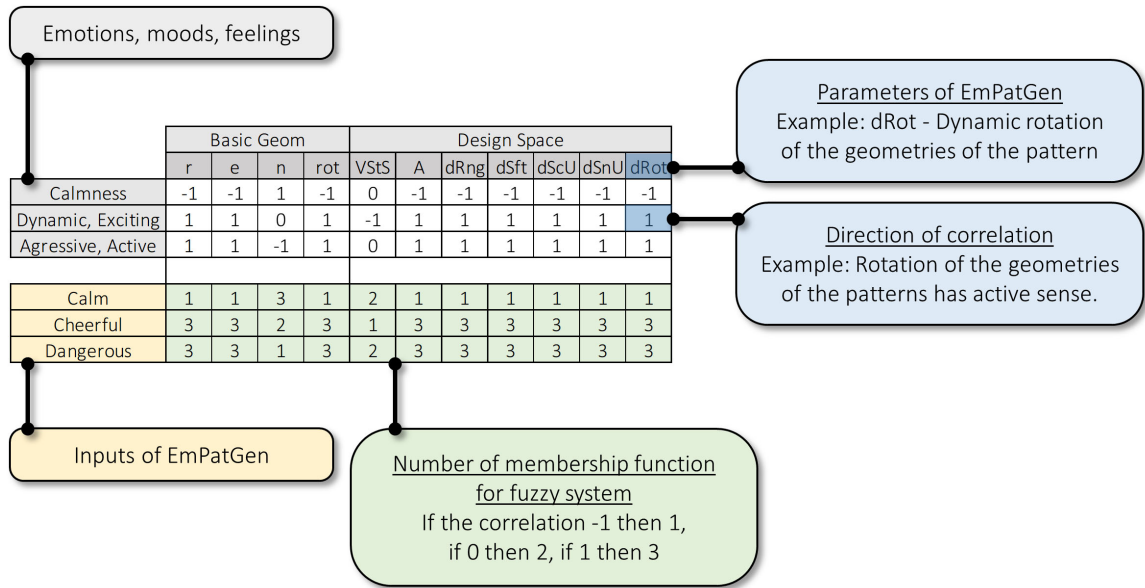 Emotions, moods, feelings
Parameters of EmPatGen
Example: dRot - Dynamic rotation
of the geometries of the pattern
Basic Geom Design Space
r e n rot VStS A dRng dSft dScU dSnU dRot
Calmness -1 -1 1 -1 0 -1 -1 -1 -1 -1 -1
Dynamic, Exciting 1 1 0 1 -1 1 1 1 1 1 1
Agressive, Active 1 1 -1 1 0 1 1 1 1 1 1
Direction of correlation
Example: Rotation of the geometries
of the patterns has active sense.
Calm 1 1 3 1 2 1 1 1 1 1 1
Cheerful 3 3 2 3 1 3 3 3 3 3 3
Dangerous 3 3 1 3 2 3 3 3 3 3 3
Inputs of EmPatGen
Number of membership function
for fuzzy system
If the correlation -1 then 1,
if 0 then 2, if 1 then 3